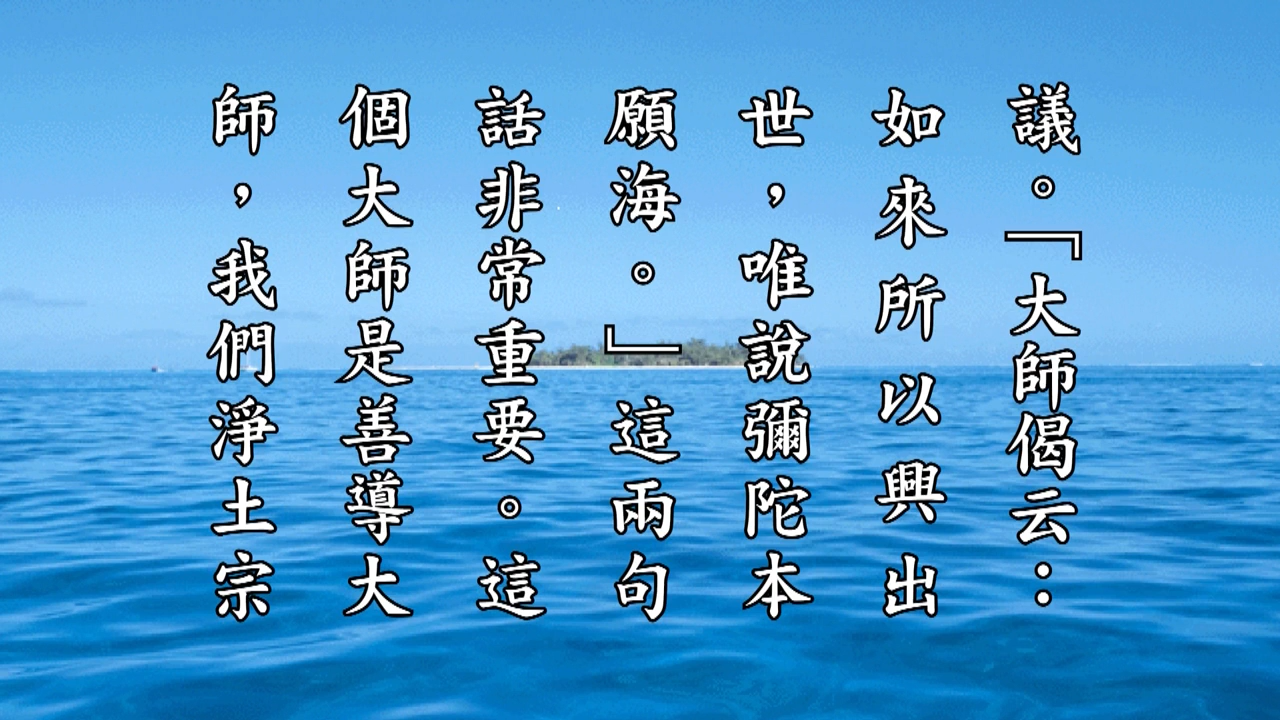 議。『大師偈云：
如來所以興出
世，唯說彌陀本
願海。』這兩句
話非常重要。這
個大師是善導大
師，我們淨土宗